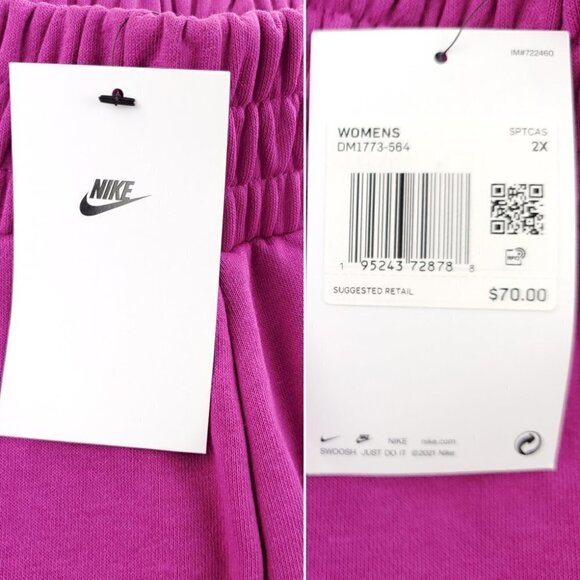 NIKE
IM#722460
WOMENS SPTCAS
DM1773-564 2X
1 95243 72878 8
SUGGESTED RETAIL $70.00
NIKE nike.com
SWOOSH JUST DO IT ©2021 Nike.